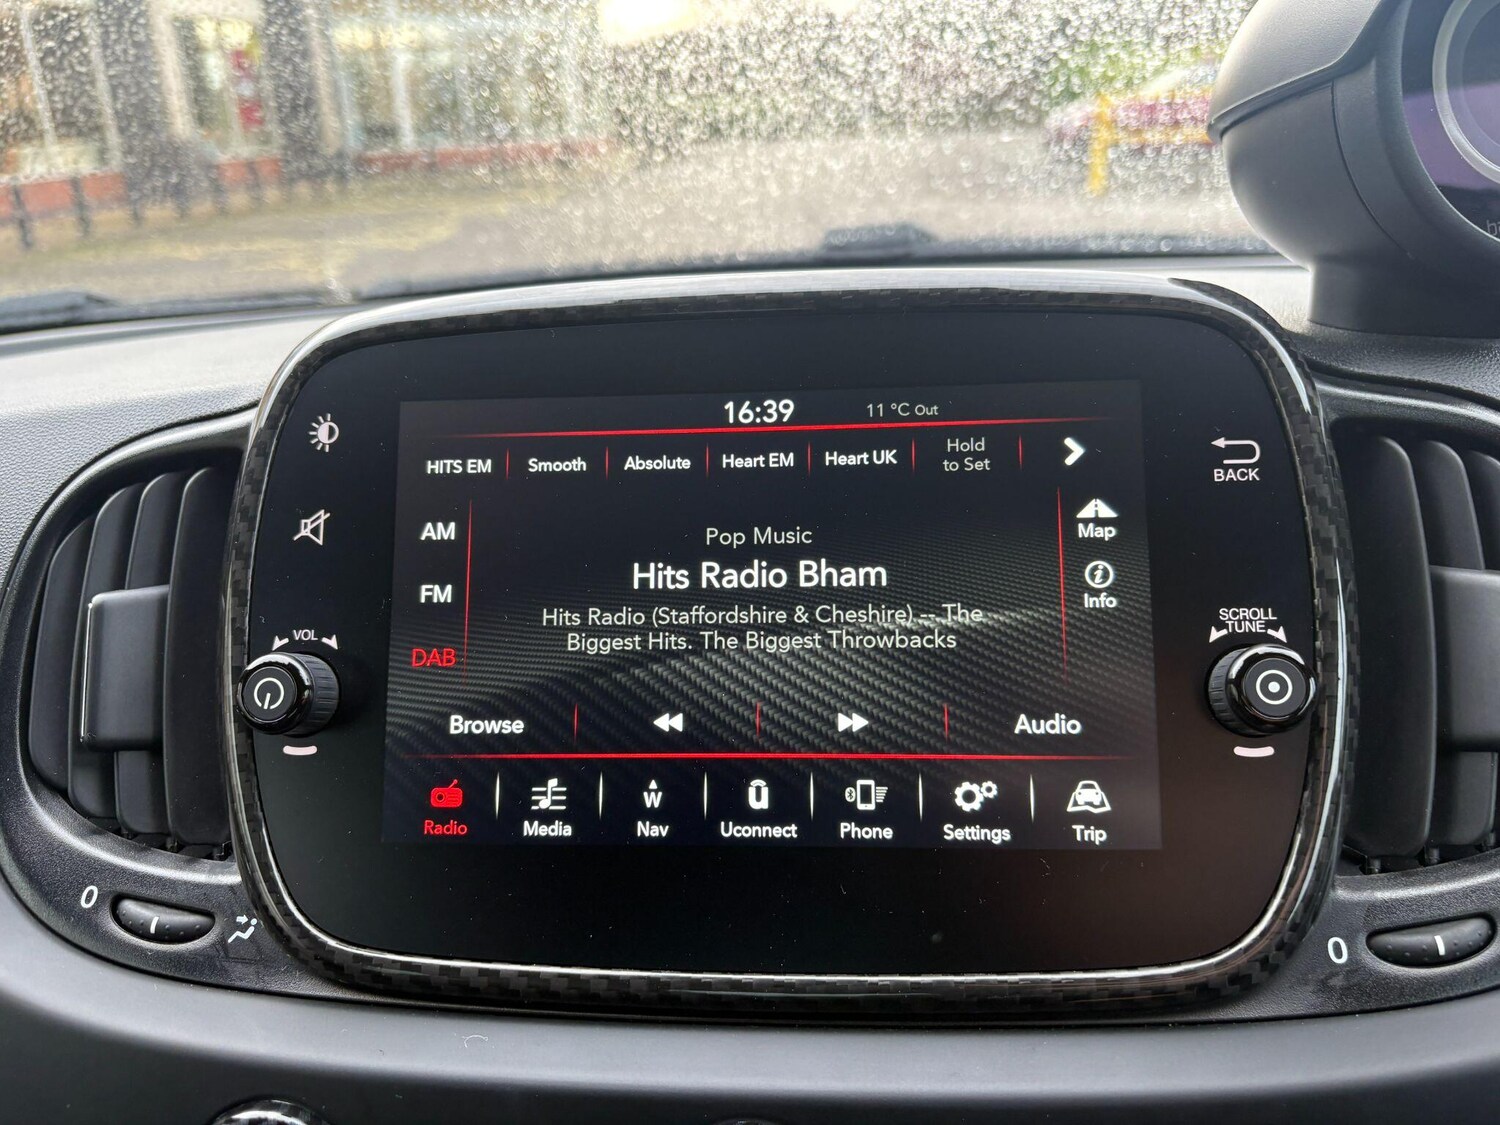 16:39
11 °C Out
HITS EM
Smooth
Absolute
Heart EM
Heart UK
Hold
to Set
BACK
AM
FM
DAB
Pop Music
Hits Radio Bham
Hits Radio (Staffordshire & Cheshire) -- The
Biggest Hits. The Biggest Throwbacks
Map
Info
VOL
SCROLL
TUNE
Browse
Audio
Radio
Media
W
Nav
Uconnect
Phone
Settings
Trip
0
0